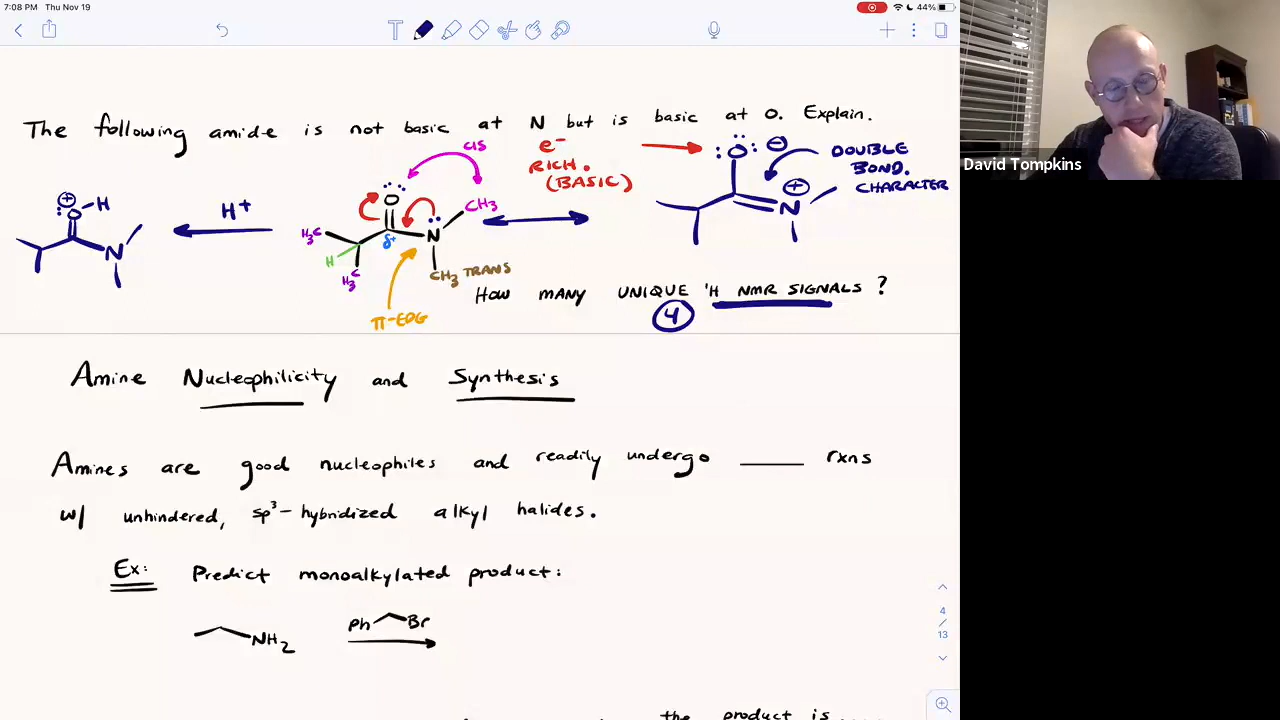 7:08 PM Thu Nov 19
44%
The following amide is not basic at N but is basic at O. Explain.
cis
e⁻
RICH.
(BASIC)
:Ö: ⊖
DOUBLE
BOND.
CHARACTER
David Tompkins
⊕
:O-H
H⁺
O
CH3
⊕
N
H3C
δ⁺
N
N
H
H3C
CH3 TRANS
π-EDG
How MANY UNIQUE ¹H NMR SIGNALS ?
4
Amine Nucleophilicity and Synthesis
Amines are good nucleophiles and readily undergo ____ rxns
w/ unhindered, sp³-hybridized alkyl halides.
Ex: Predict monoalkylated product:
Ph Br
NH2
4
/
13
the product is